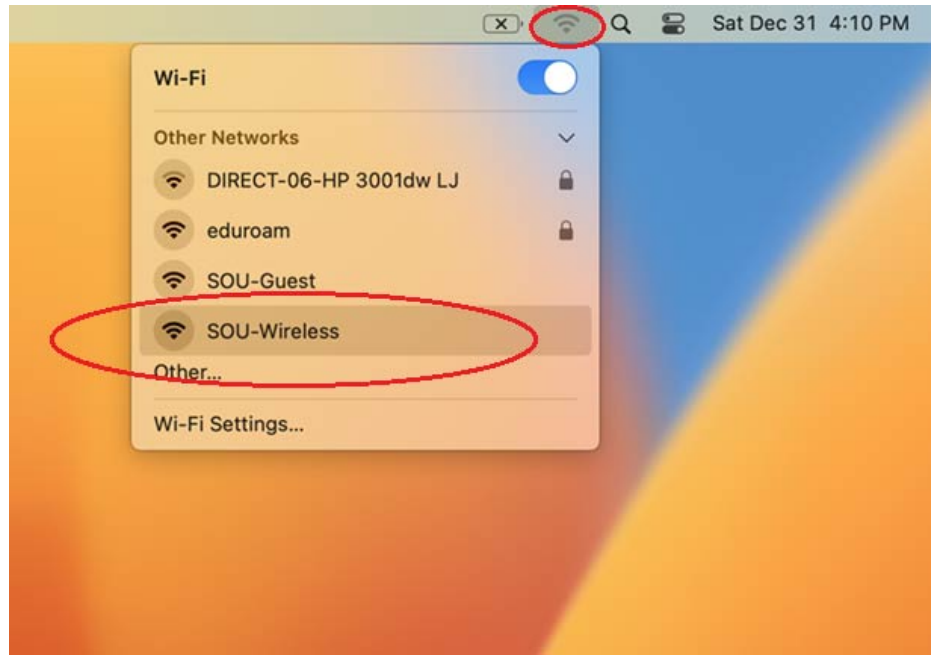 Sat Dec 31 4:10 PM
Wi-Fi
Other Networks
DIRECT-06-HP 3001dw LJ
eduroam
SOU-Guest
SOU-Wireless
Other...
Wi-Fi Settings...